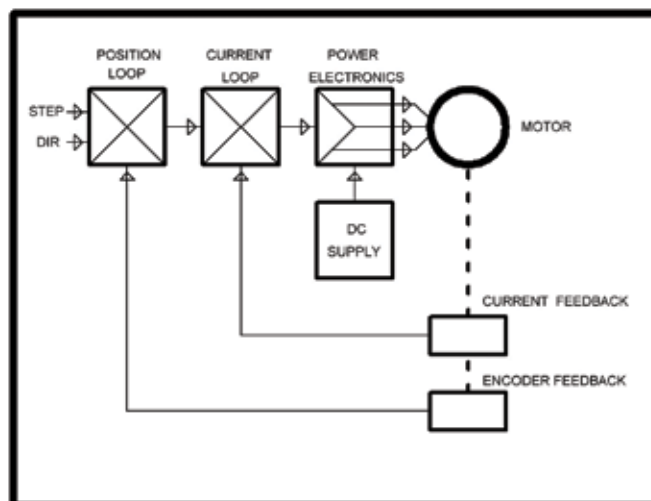 POSITION
LOOP
CURRENT
LOOP
POWER
ELECTRONICS
STEP
DIR
MOTOR
DC
SUPPLY
CURRENT FEEDBACK
ENCODER FEEDBACK